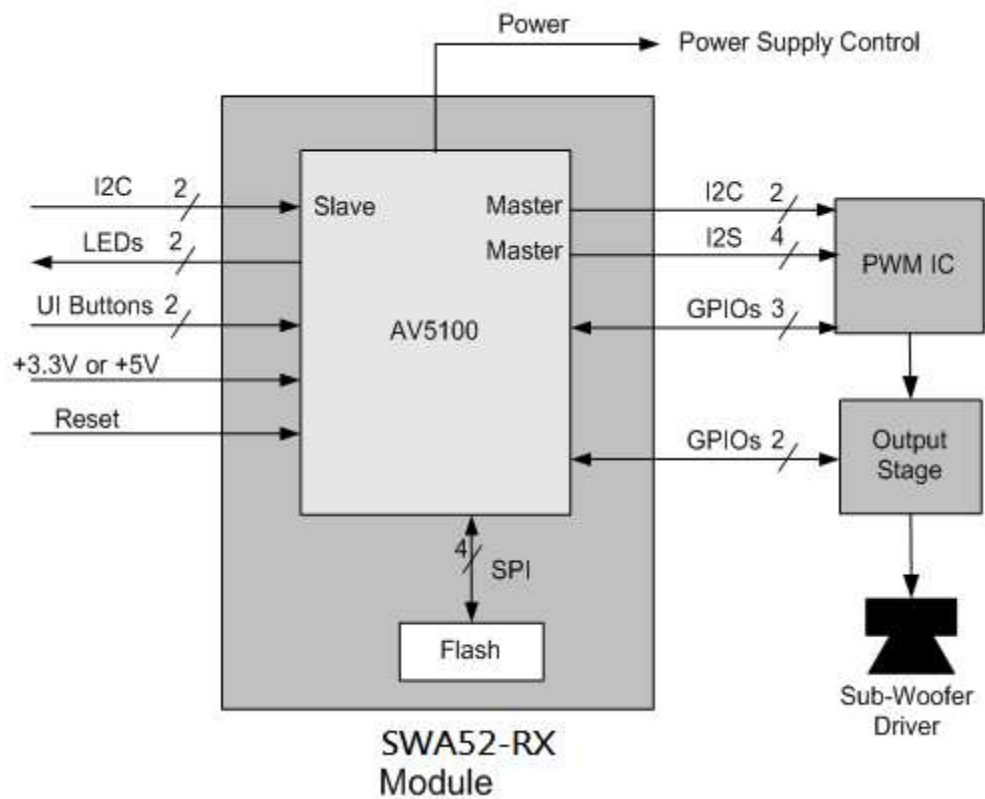 Power
Power Supply Control
I2C 2
Slave
Master
I2C 2
LEDs 2
Master
I2S 4
PWM IC
UI Buttons 2
AV5100
GPIOs 3
+3.3V or +5V
Reset
GPIOs 2
Output
Stage
4
SPI
Flash
Sub-Woofer
Driver
SWA52-RX
Module